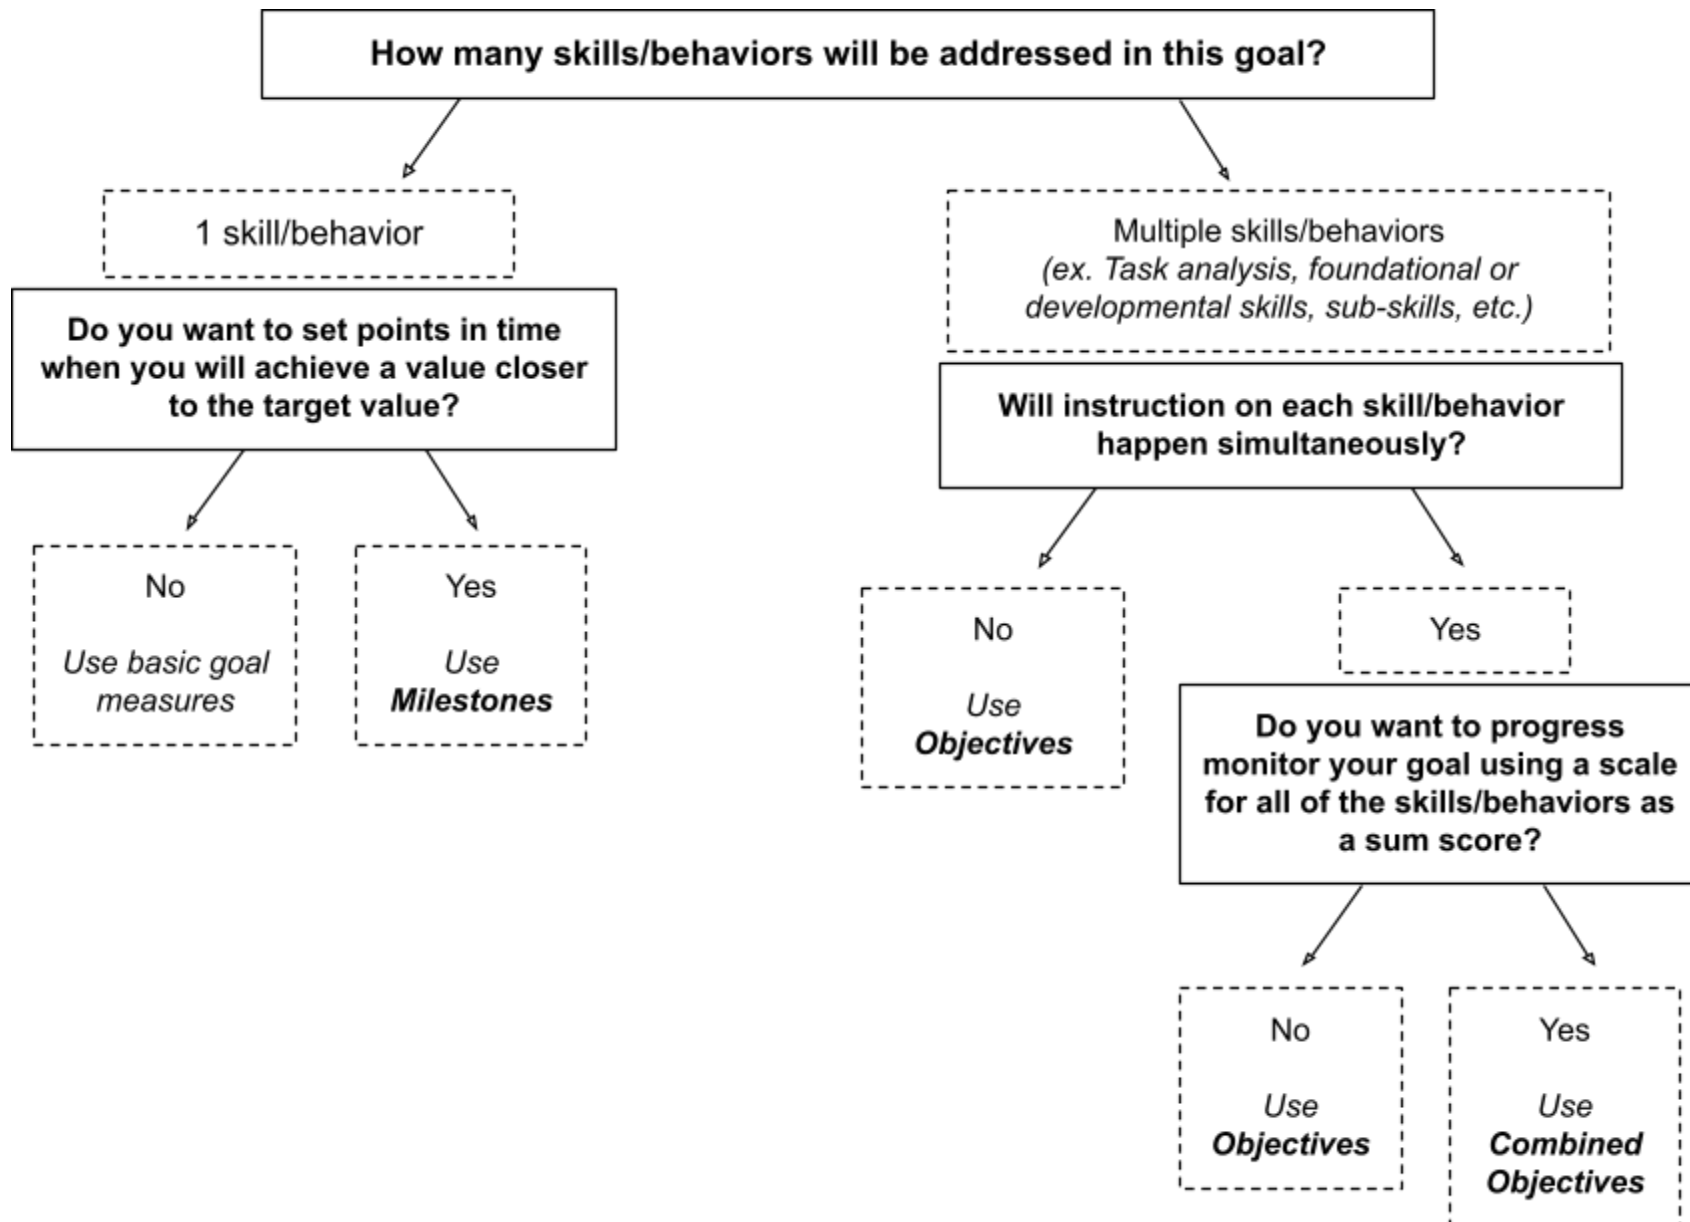 How many skills/behaviors will be addressed in this goal?
1 skill/behavior
Do you want to set points in time
when you will achieve a value closer
to the target value?
No
Use basic goal
measures
Yes
Use
Milestones
Multiple skills/behaviors
(ex. Task analysis, foundational or
developmental skills, sub-skills, etc.)
Will instruction on each skill/behavior
happen simultaneously?
No
Use
Objectives
Yes
Do you want to progress
monitor your goal using a scale
for all of the skills/behaviors as
a sum score?
No
Use
Objectives
Yes
Use
Combined
Objectives